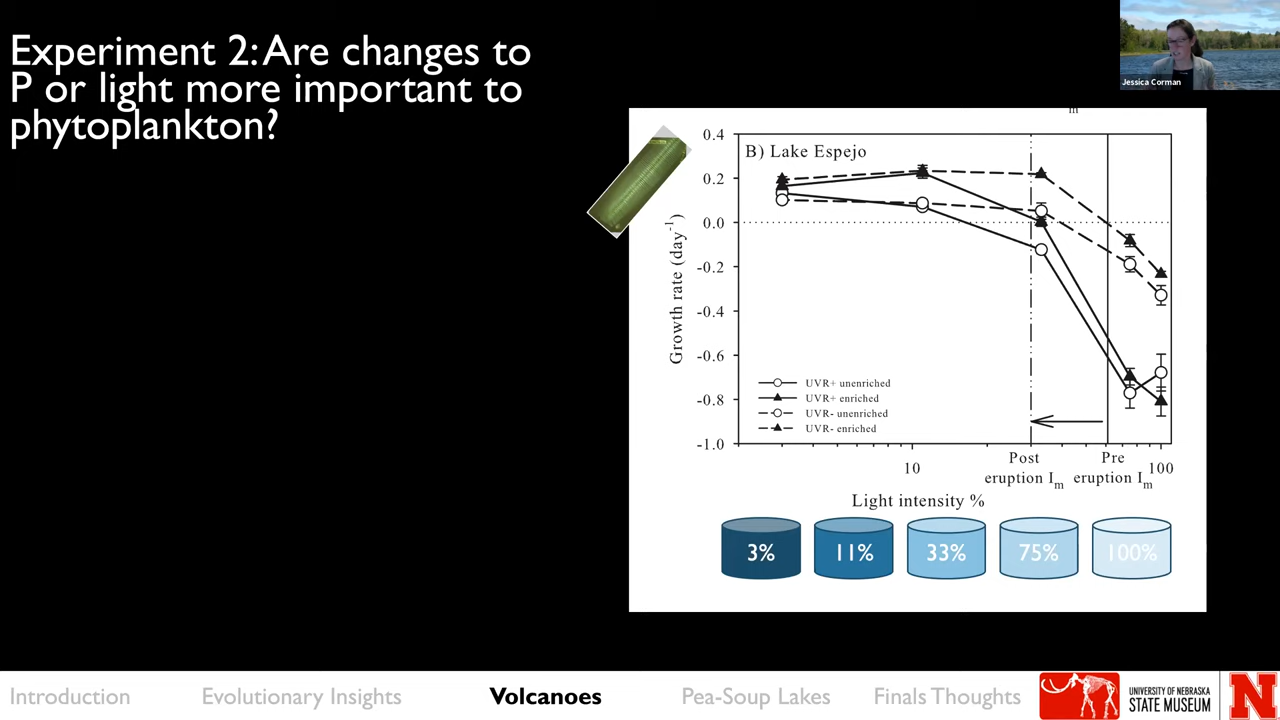 Experiment 2: Are changes to
P or light more important to
phytoplankton?
Jessica Corman
m
B) Lake Espejo
0.4
0.2
0.0
-0.2
-0.4
-0.6
-0.8
-1.0
Growth rate (day⁻¹)
UVR+ unenriched
UVR+ enriched
UVR- unenriched
UVR- enriched
10
Post
eruption Iₘ
Pre
eruption Iₘ
100
Light intensity %
3%
11%
33%
75%
100%
Introduction
Evolutionary Insights
Volcanoes
Pea-Soup Lakes
Finals Thoughts
UNIVERSITY OF NEBRASKA
STATE MUSEUM
N